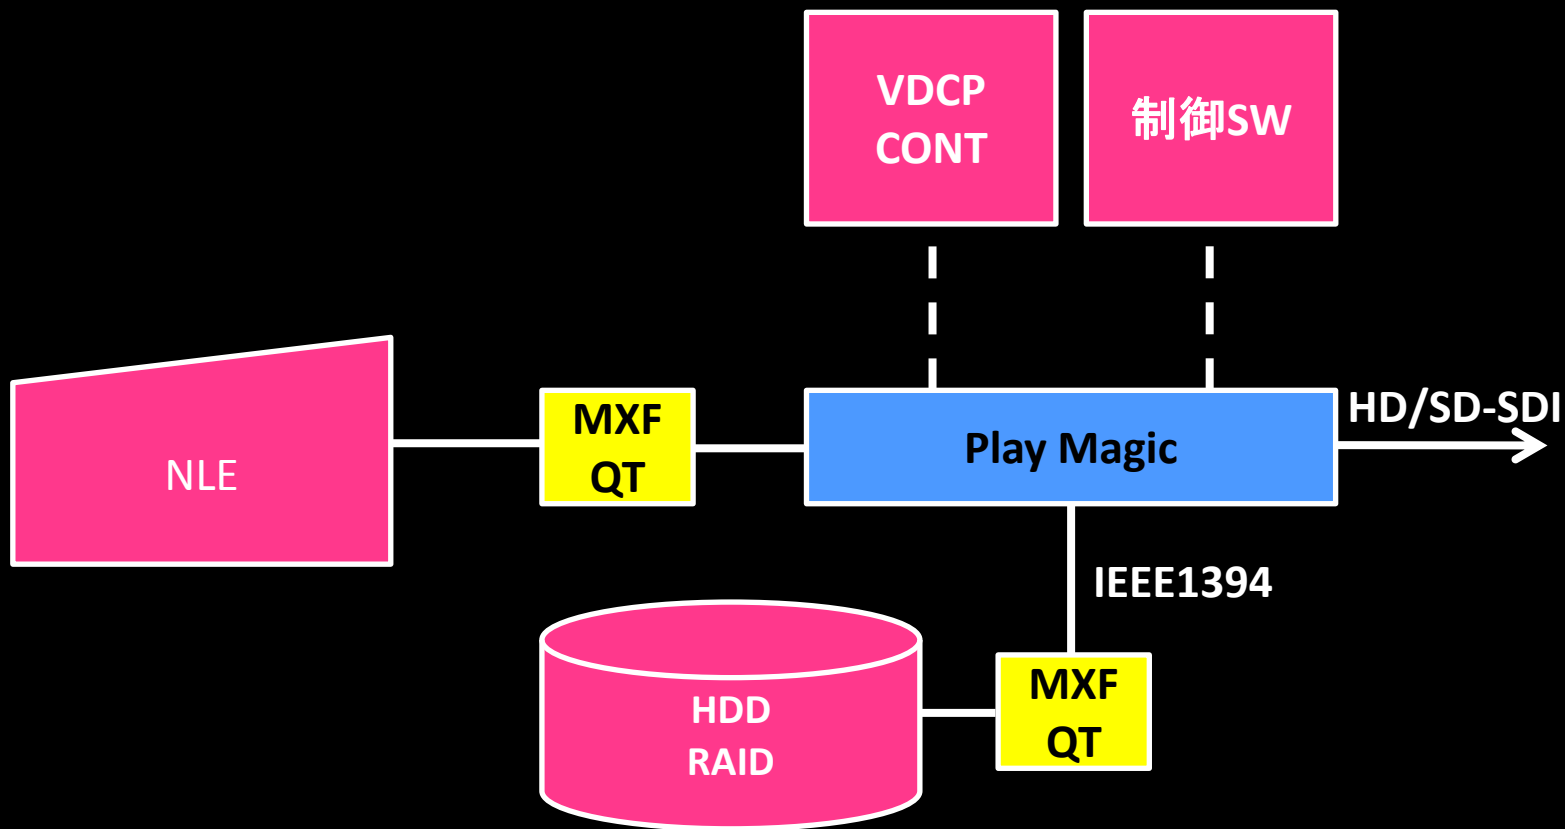 VDCP
CONT
制御SW
NLE
MXF
QT
Play Magic
HD/SD-SDI
IEEE1394
HDD
RAID
MXF
QT